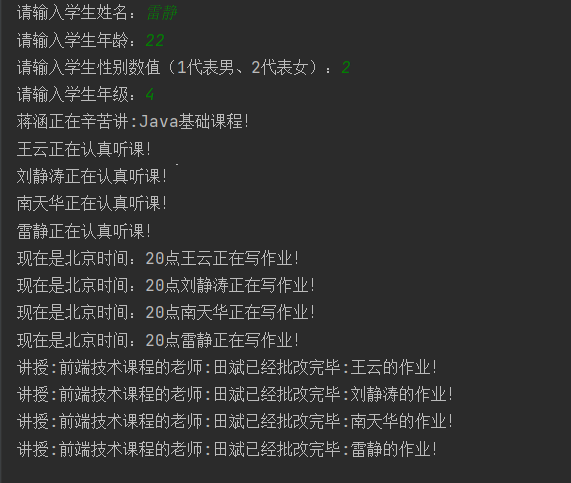 请输入学生姓名：雷静
请输入学生年龄：22
请输入学生性别数值（1代表男、2代表女）：2
请输入学生年级：4
蒋涵正在辛苦讲:Java基础课程!
王云正在认真听课!
刘静涛正在认真听课!
南天华正在认真听课!
雷静正在认真听课!
现在是北京时间：20点王云正在写作业!
现在是北京时间：20点刘静涛正在写作业!
现在是北京时间：20点南天华正在写作业!
现在是北京时间：20点雷静正在写作业!
讲授:前端技术课程的老师:田斌已经批改完毕:王云的作业!
讲授:前端技术课程的老师:田斌已经批改完毕:刘静涛的作业!
讲授:前端技术课程的老师:田斌已经批改完毕:南天华的作业!
讲授:前端技术课程的老师:田斌已经批改完毕:雷静的作业!